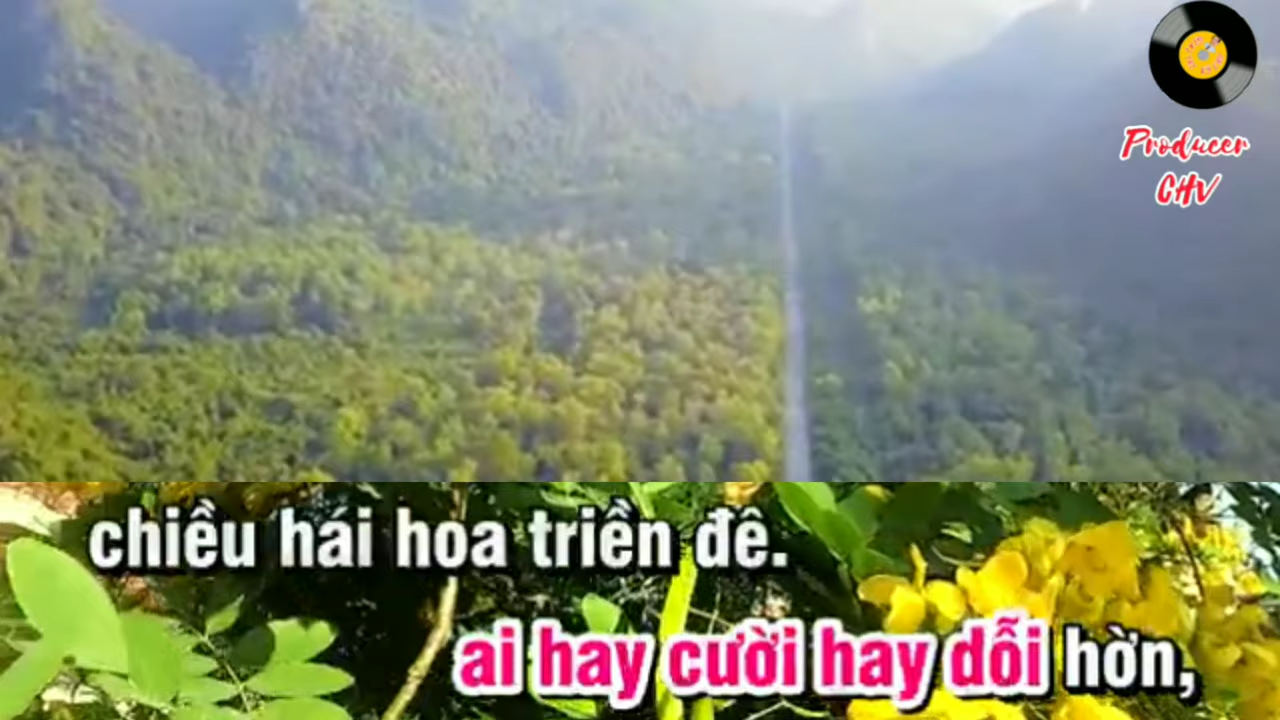 Producer
CHV
chiều hái hoa triền đê.
ai hay cười hay dỗi hờn,